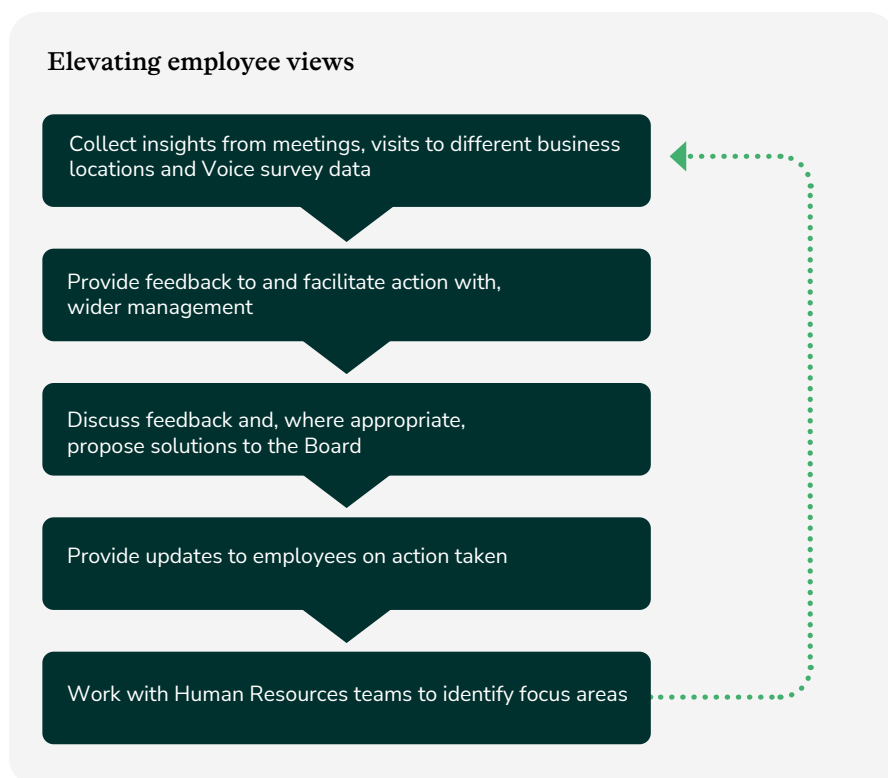 Elevating employee views
Collect insights from meetings, visits to different business
locations and Voice survey data
Provide feedback to and facilitate action with,
wider management
Discuss feedback and, where appropriate,
propose solutions to the Board
Provide updates to employees on action taken
Work with Human Resources teams to identify focus areas